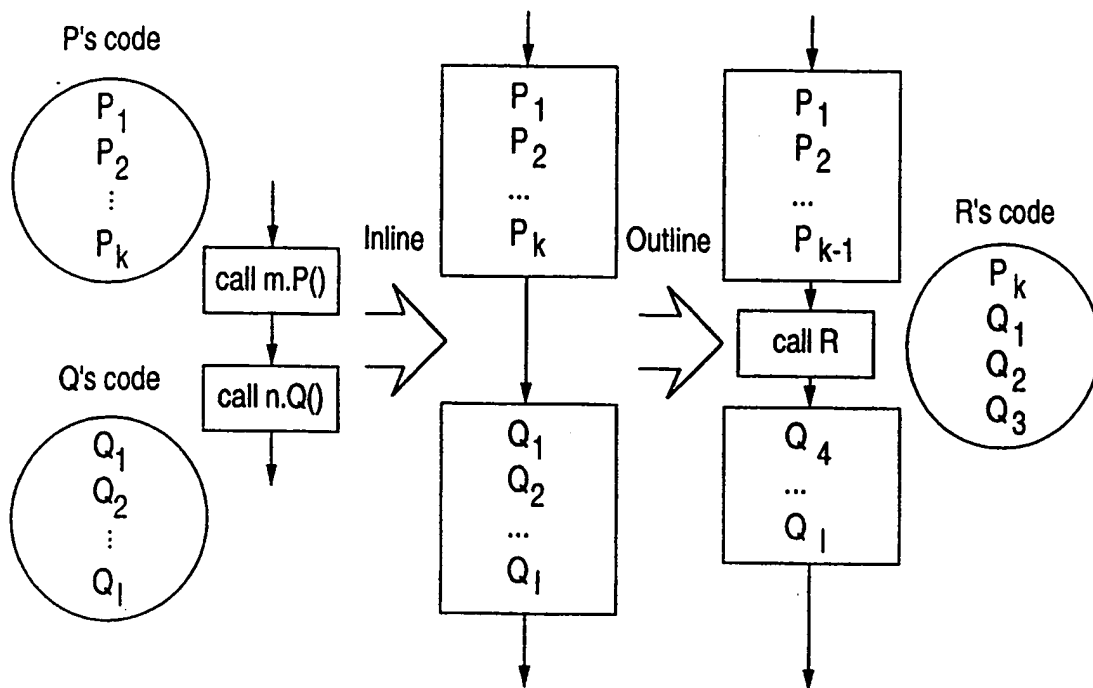 P's code
P1
P2
...
Pk
call m.P()
call n.Q()
Q's code
Q1
Q2
...
Ql
Inline
P1
P2
...
Pk
Q1
Q2
...
Ql
Outline
P1
P2
...
Pk-1
call R
Q4
...
Ql
R's code
Pk
Q1
Q2
Q3